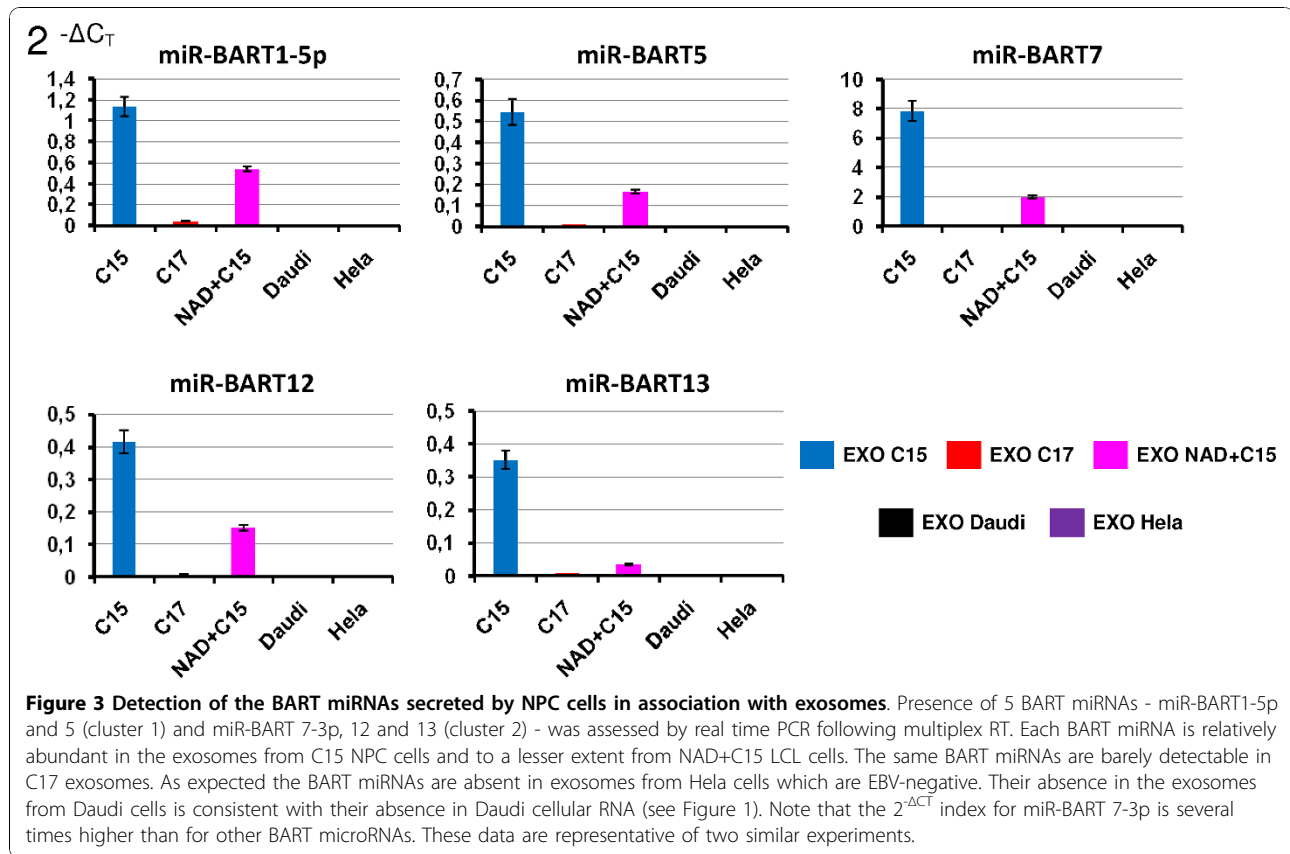 2 -ΔCT
miR-BART1-5p
1,4
1,2
1
0,8
0,6
0,4
0,2
0
C15
C17
NAD+C15
Daudi
Hela
miR-BART5
0,7
0,6
0,5
0,4
0,3
0,2
0,1
0
C15
C17
NAD+C15
Daudi
Hela
miR-BART7
10
8
6
4
2
0
C15
C17
NAD+C15
Daudi
Hela
miR-BART12
0,5
0,4
0,3
0,2
0,1
0
C15
C17
NAD+C15
Daudi
Hela
miR-BART13
0,5
0,4
0,3
0,2
0,1
0
C15
C17
NAD+C15
Daudi
Hela
EXO C15 EXO C17 EXO NAD+C15
EXO Daudi EXO Hela
Figure 3 Detection of the BART miRNAs secreted by NPC cells in association with exosomes. Presence of 5 BART miRNAs - miR-BART1-5p
and 5 (cluster 1) and miR-BART 7-3p, 12 and 13 (cluster 2) - was assessed by real time PCR following multiplex RT. Each BART miRNA is relatively
abundant in the exosomes from C15 NPC cells and to a lesser extent from NAD+C15 LCL cells. The same BART miRNAs are barely detectable in
C17 exosomes. As expected the BART miRNAs are absent in exosomes from Hela cells which are EBV-negative. Their absence in the exosomes
from Daudi cells is consistent with their absence in Daudi cellular RNA (see Figure 1). Note that the 2-ΔCT index for miR-BART 7-3p is several
times higher than for other BART microRNAs. These data are representative of two similar experiments.